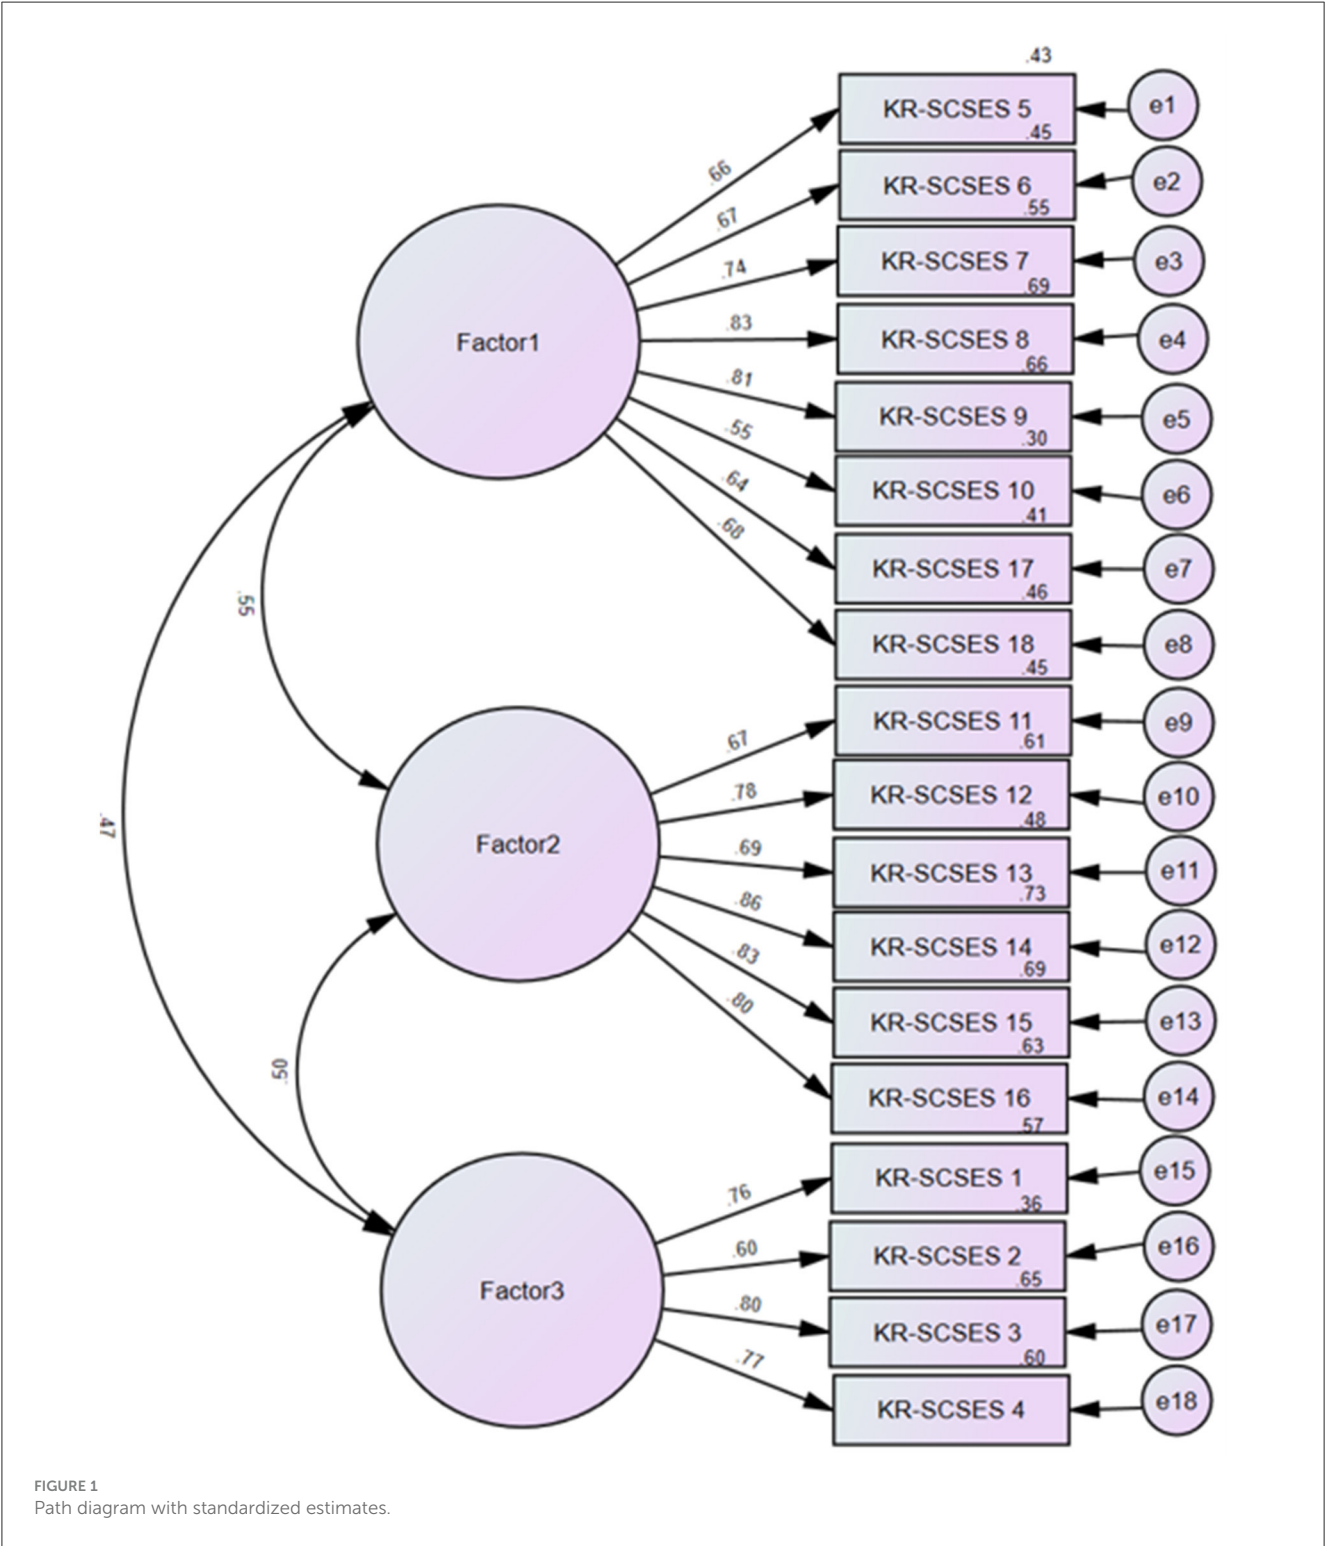 .43
KR-SCSES 5
e1
.45
.66
KR-SCSES 6
e2
.55
.67
KR-SCSES 7
e3
.69
.74
KR-SCSES 8
e4
.66
.83
Factor1
KR-SCSES 9
e5
.30
.81
KR-SCSES 10
e6
.41
.55
KR-SCSES 17
e7
.46
.64
KR-SCSES 18
e8
.45
.68
.55
KR-SCSES 11
e9
.61
.67
KR-SCSES 12
e10
.48
.78
.47
Factor2
KR-SCSES 13
e11
.73
.69
KR-SCSES 14
e12
.69
.86
KR-SCSES 15
e13
.63
.83
KR-SCSES 16
e14
.57
.80
.50
KR-SCSES 1
e15
.36
.76
KR-SCSES 2
e16
.65
.60
Factor3
KR-SCSES 3
e17
.60
.80
KR-SCSES 4
e18
.77
FIGURE 1
Path diagram with standardized estimates.